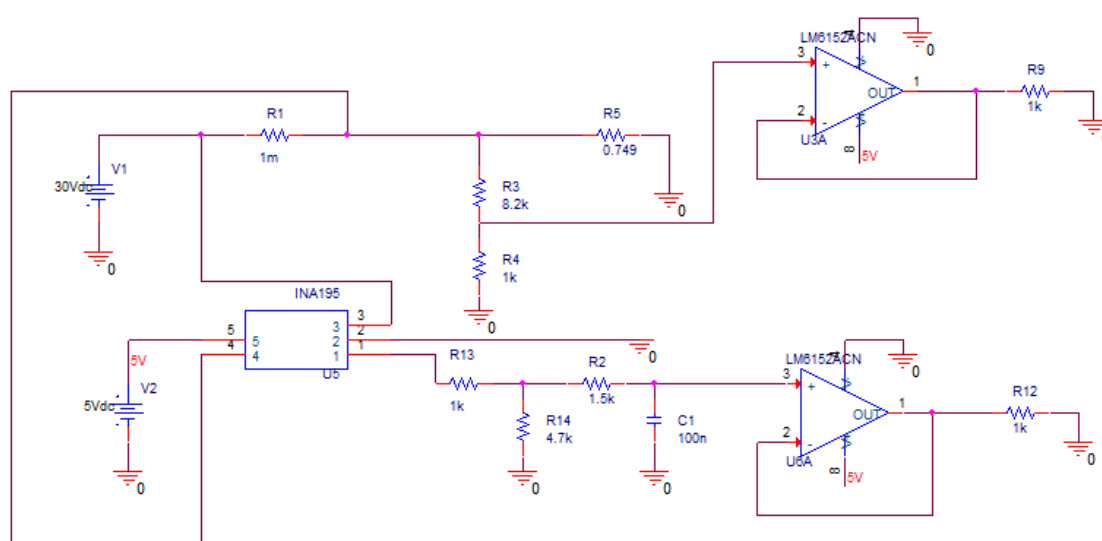 LM6152ACN
4
0
3
+
V-
OUT
1
2
-
V+
U3A
8
5V
R9
1k
0
R1
1m
R5
0.749
0
V1
30Vdc
0
R3
8.2k
R4
1k
0
INA195
3
3
2
2
1
1
5
5
4
4
U5
0
5V
V2
5Vdc
0
R13
1k
R2
1.5k
R14
4.7k
0
C1
100n
0
LM6152ACN
0
3
+
OUT
1
2
-
U6A
8
5V
R12
1k
0